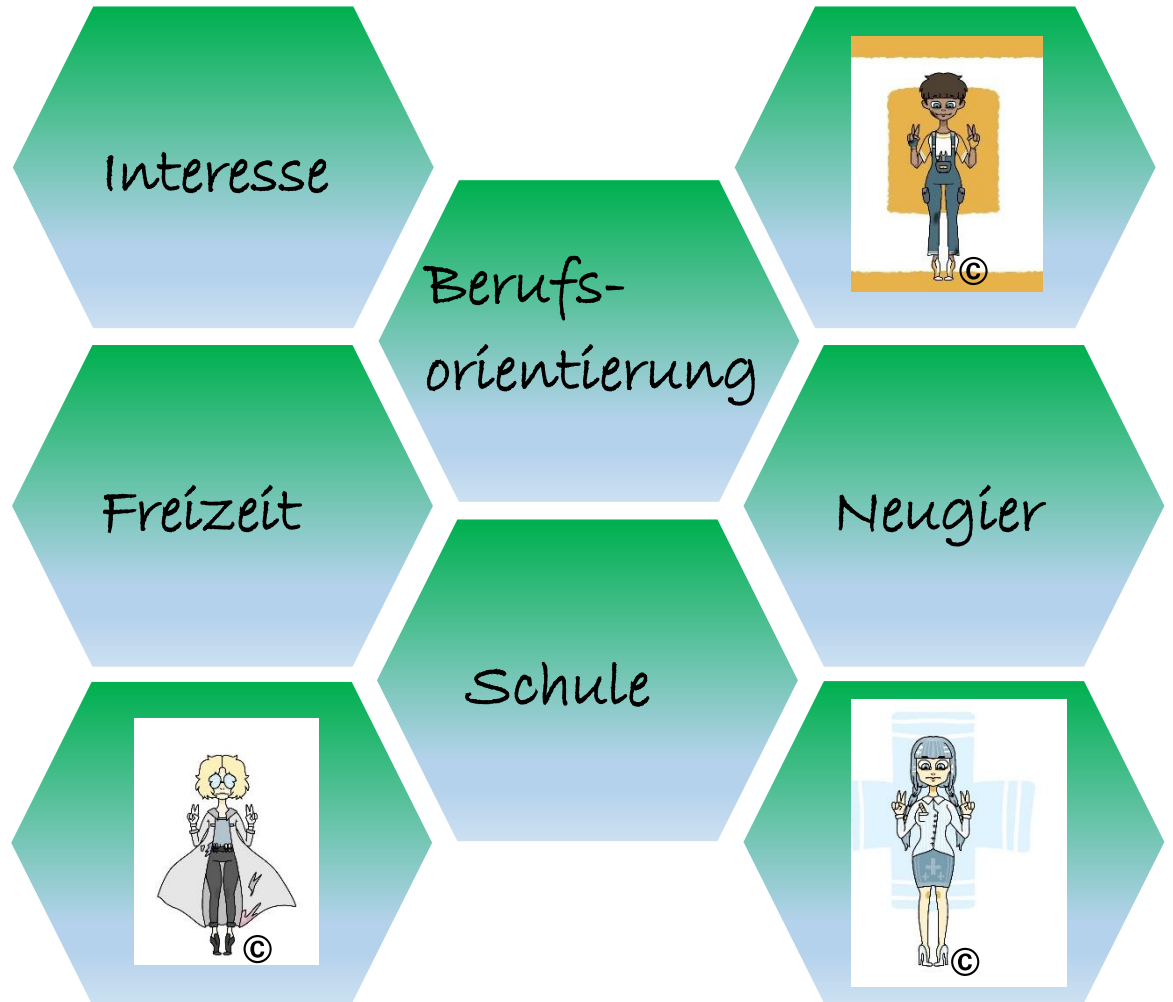 Interesse
Berufs-
orientierung
©
Freizeit
Neugier
Schule
©
©